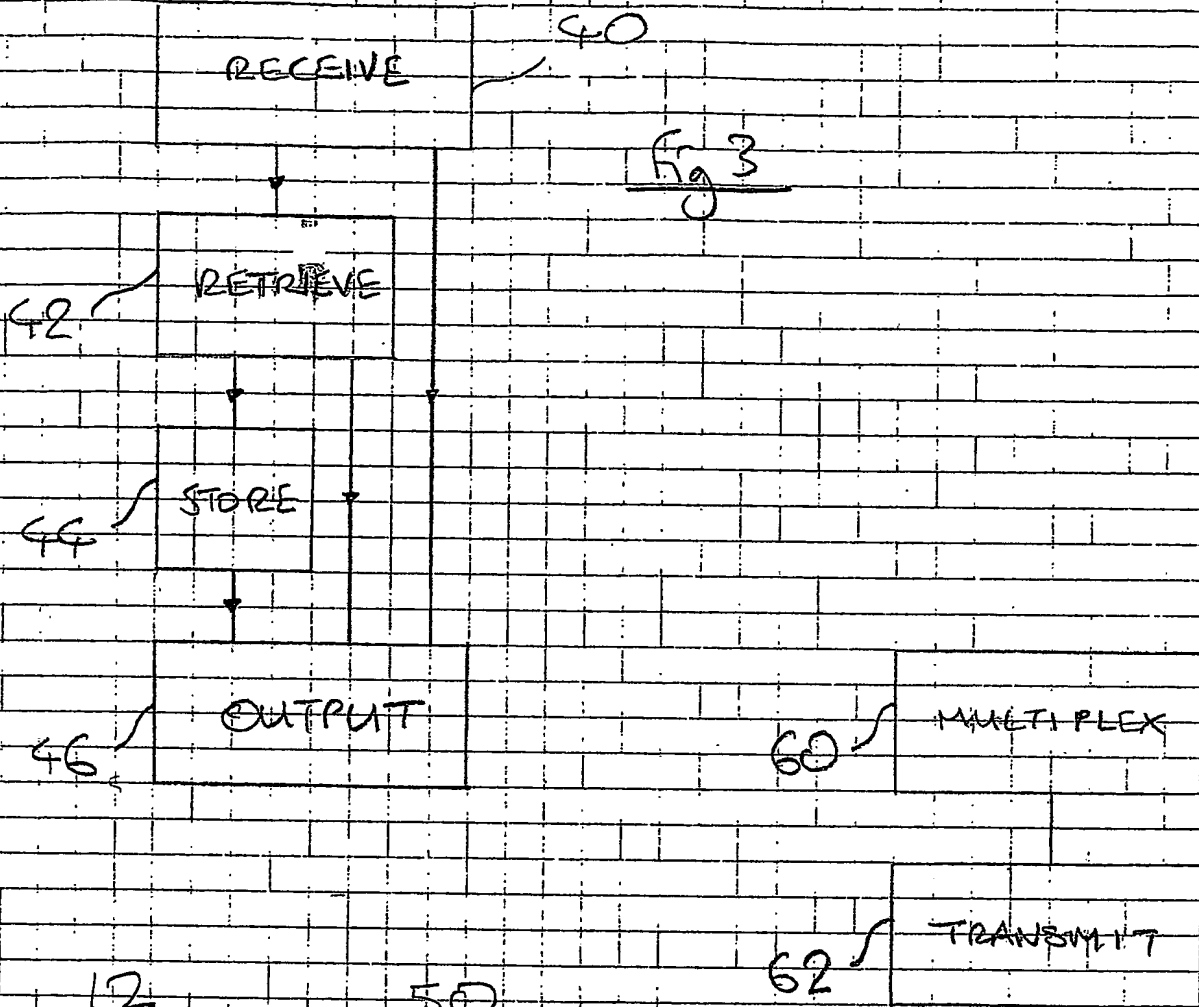 40
RECEIVE
Fig 3
RETRIEVE
42
STORE
44
OUTPUT
46
MULTIPLEX
60
TRANSMIT
62
12
50